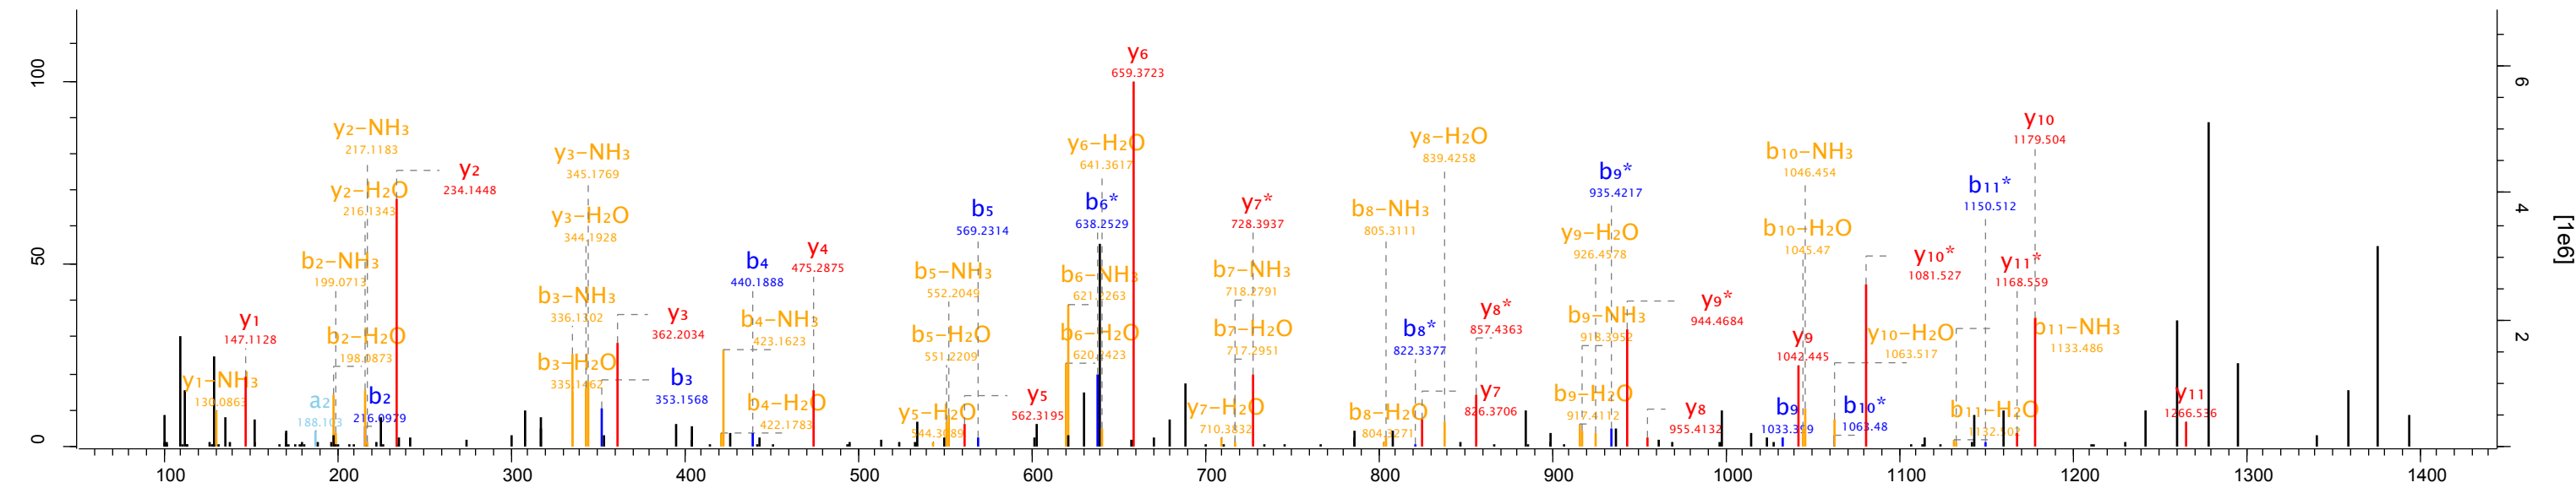 y6
659.3723
y2-NH3
217.1183
y2
234.1448
y2-H2O
216.1343
b2-NH3
199.0713
y1
147.1128
b2-H2O
198.0873
y1-NH3
130.0863
a2
188.103
b2
216.0979
y3-NH3
345.1769
y3-H2O
344.1928
b3-NH3
336.1302
y3
362.2034
b3-H2O
335.1462
b3
353.1568
b4
440.1888
y4
475.2875
b4-NH3
423.1623
b4-H2O
422.1783
b5
569.2314
b5-NH3
552.2049
b5-H2O
551.2209
y5-H2O
544.3089
y5
562.3195
y6-H2O
641.3617
b6*
638.2529
b6-NH3
621.2263
b6-H2O
620.2423
y7*
728.3937
b7-NH3
718.2791
b7-H2O
717.2951
y7-H2O
710.3832
y8-H2O
839.4258
b8-NH3
805.3111
y8*
857.4363
b8*
822.3377
y7
826.3706
b8-H2O
804.3271
b9*
935.4217
y9-H2O
926.4578
b9-NH3
918.3952
y9*
944.4684
b9-H2O
917.4112
y8
955.4132
b10-NH3
1046.454
b10-H2O
1045.47
y9
1042.445
b9
1033.399
b10*
1063.48
y10*
1081.527
y10-H2O
1063.517
b11*
1150.512
y10
1179.504
y11*
1168.559
b11-NH3
1133.486
b11-H2O
1132.502
y11
1266.536
0
50
100
2
4
6
[1e6]
100
200
300
400
500
600
700
800
900
1000
1100
1200
1300
1400